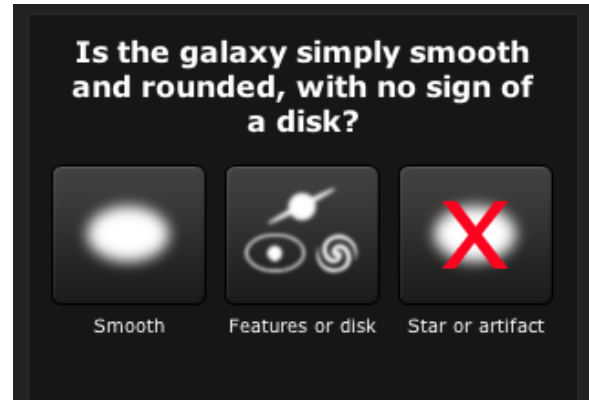 Is the galaxy simply smooth
and rounded, with no sign of
a disk?
Smooth
Features or disk
Star or artifact